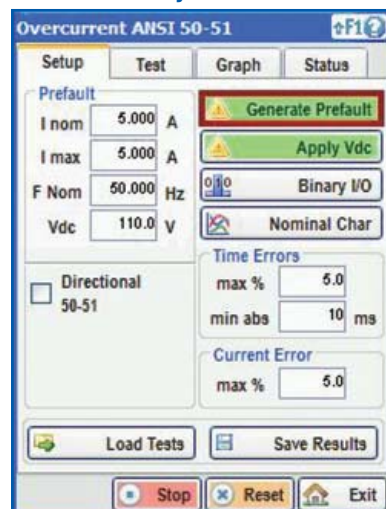 Overcurrent ANSI 50-51
F1
Setup Test Graph Status
Prefault
I nom 5.000 A
I max 5.000 A
F Nom 50.000 Hz
Vdc 110.0 V
Directional
50-51
Generate Prefault
Apply Vdc
Binary I/O
Nominal Char
Time Errors
max % 5.0
min abs 10 ms
Current Error
max % 5.0
Load Tests Save Results
Stop Reset Exit